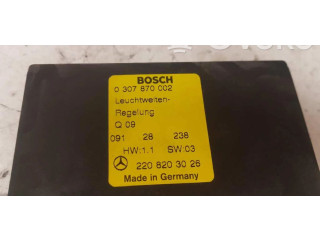 BOSCH
0 307 870 002
Leuchtweiten-
Regelung
Q 09
091 28 238
HW:1.1 SW:03
220 820 30 26
Made in Germany